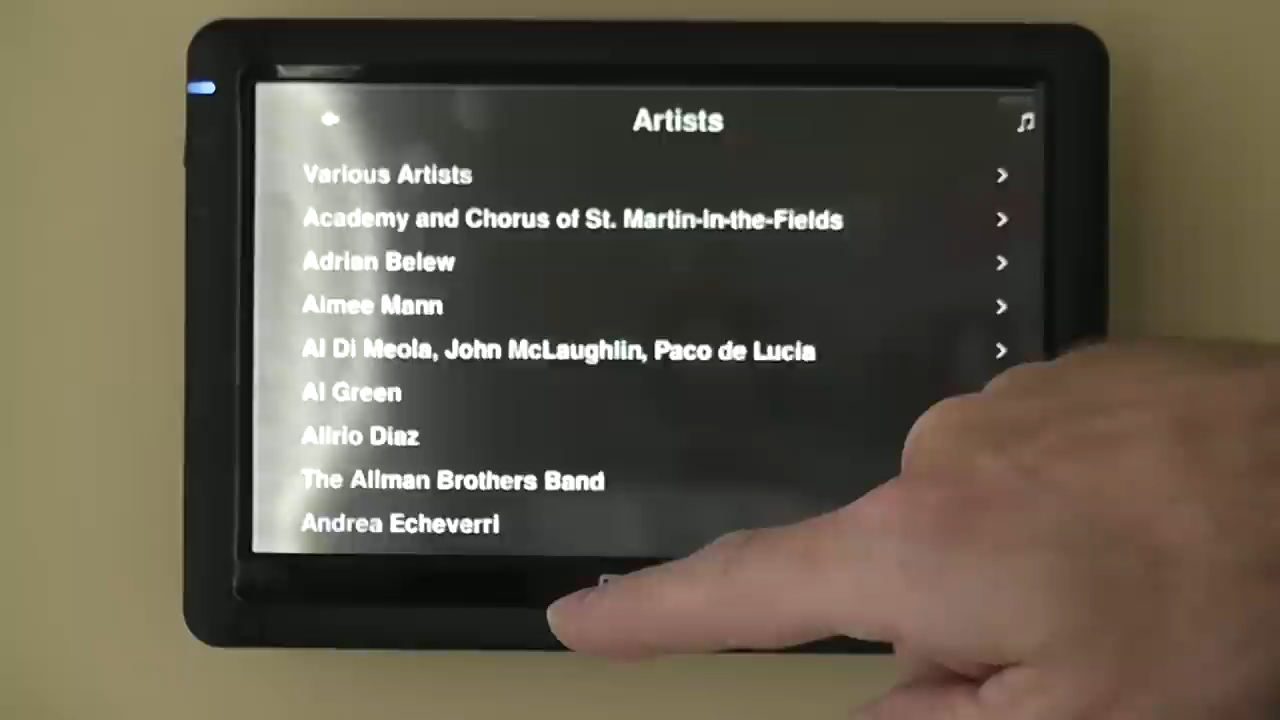 Artists
Various Artists
Academy and Chorus of St. Martin-in-the-Fields
Adrian Belew
Aimee Mann
Al Di Meola, John McLaughlin, Paco de Lucia
Al Green
Alirio Diaz
The Allman Brothers Band
Andrea Echeverri